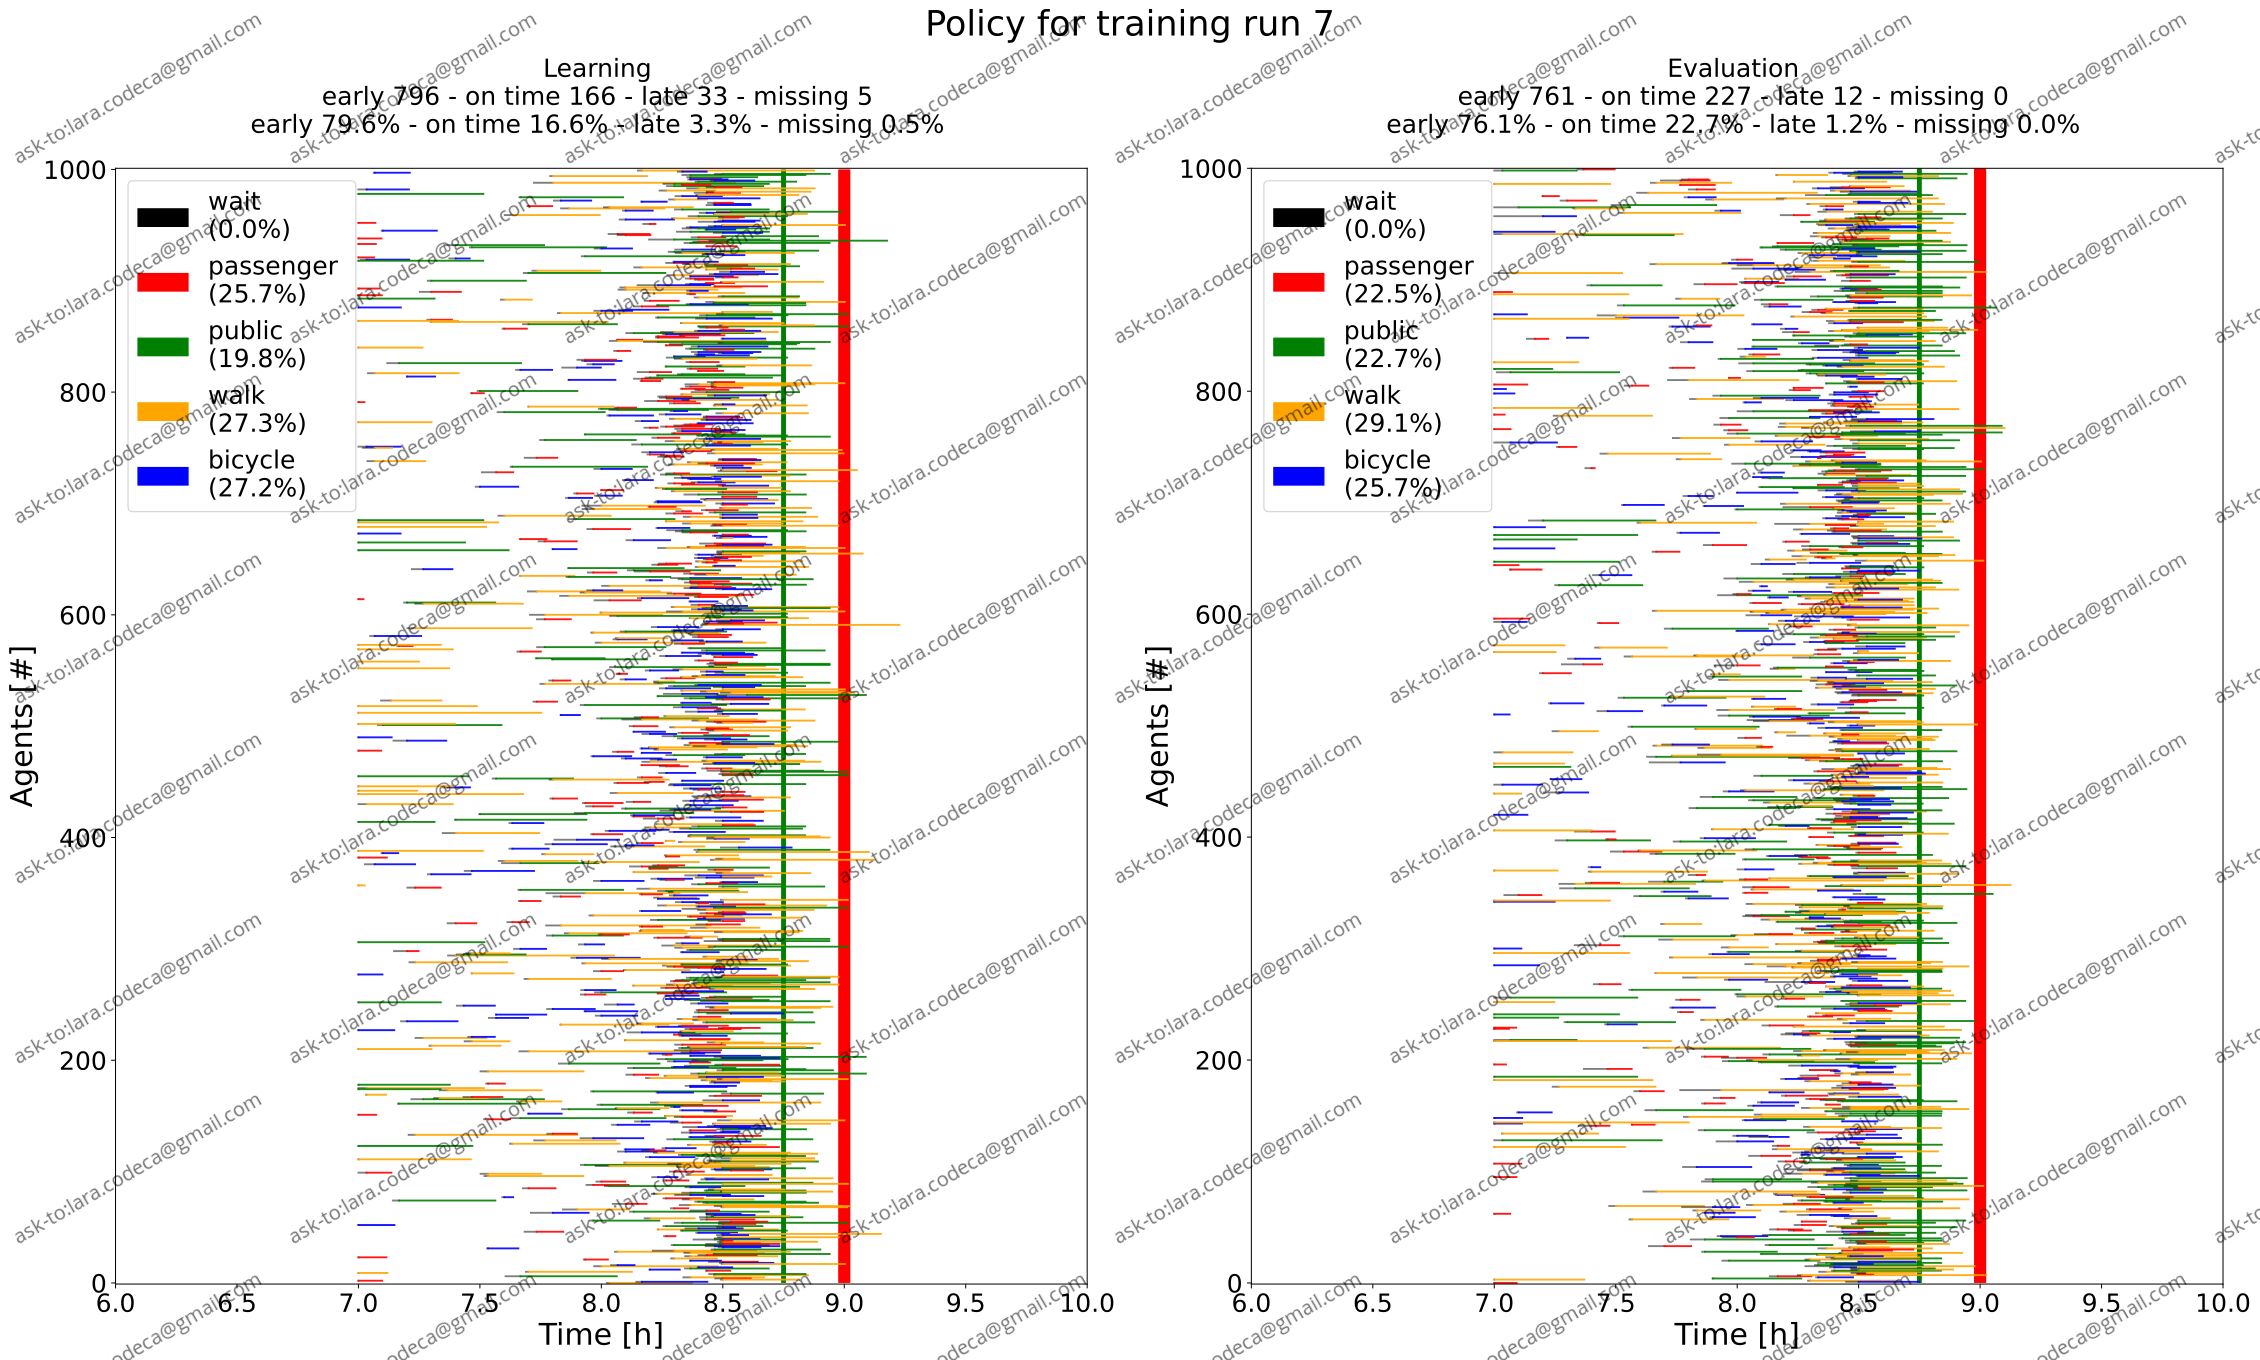 Policy for training run 7
Learning
early 796 - on time 166 - late 33 - missing 5
early 79.6% - on time 16.6% - late 3.3% - missing 0.5%
1000
800
600
400
200
0
Agents [#]
wait
(0.0%)
passenger
(25.7%)
public
(19.8%)
walk
(27.3%)
bicycle
(27.2%)
6.0 6.5 7.0 7.5 8.0 8.5 9.0 9.5 10.0
Time [h]
Evaluation
early 761 - on time 227 - late 12 - missing 0
early 76.1% - on time 22.7% - late 1.2% - missing 0.0%
1000
800
600
400
200
0
Agents [#]
wait
(0.0%)
passenger
(22.5%)
public
(22.7%)
walk
(29.1%)
bicycle
(25.7%)
6.0 6.5 7.0 7.5 8.0 8.5 9.0 9.5 10.0
Time [h]
ask-to:lara.codeca@gmail.com